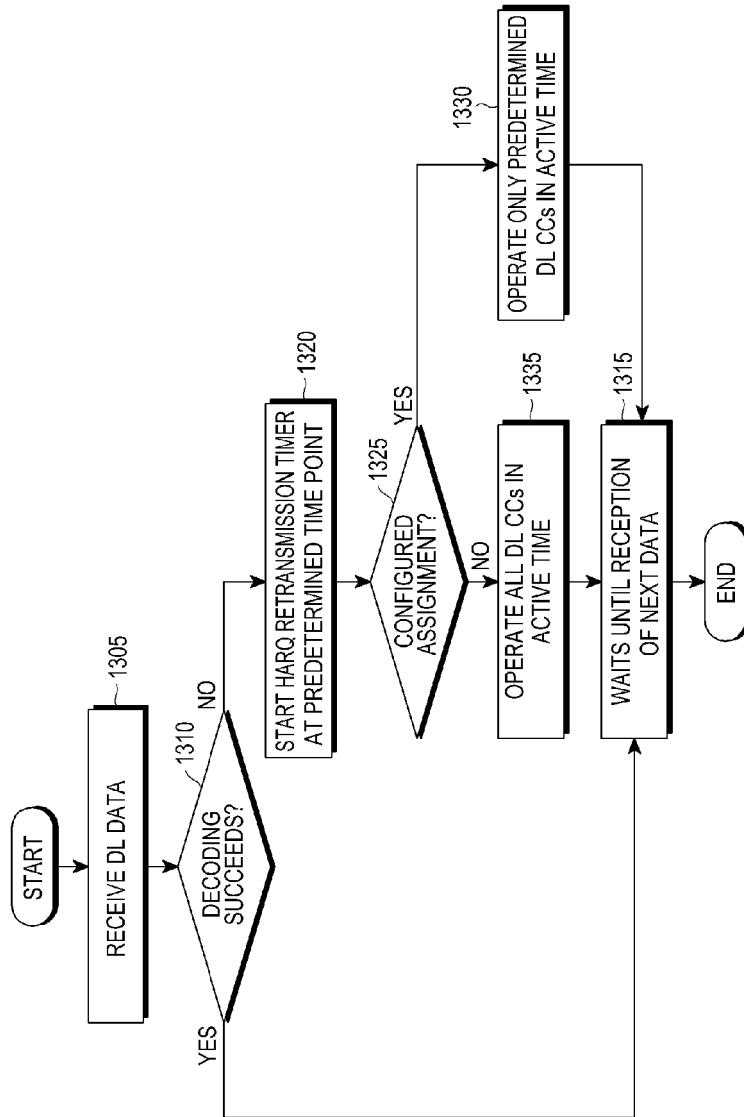 START
1305
RECEIVE DL DATA
1310
DECODING
SUCCEEDS?
YES
NO
1320
START HARQ RETRANSMISSION TIMER
AT PREDETERMINED TIME POINT
1325
CONFIGURED
ASSIGNMENT?
YES
NO
1330
OPERATE ONLY PREDETERMINED
DL CCs IN ACTIVE TIME
1335
OPERATE ALL DL CCs IN
ACTIVE TIME
1315
WAITS UNTIL RECEPTION
OF NEXT DATA
END